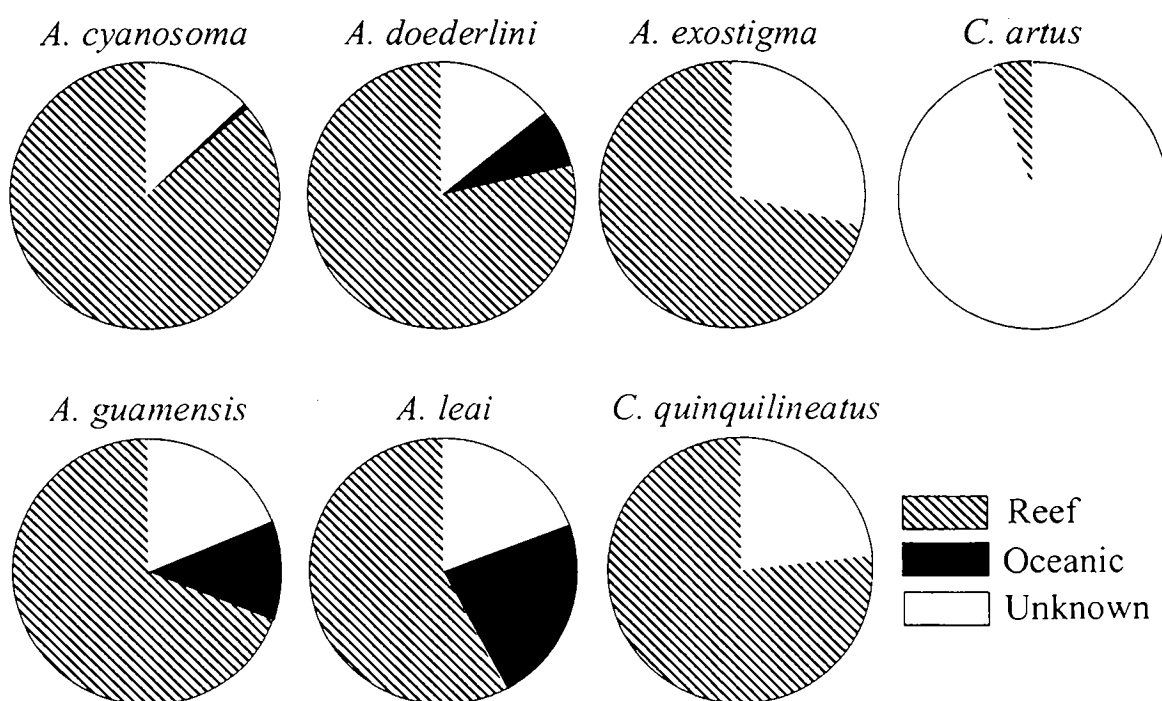 A. cyanosoma A. doederlini A. exostigma C. artus
A. guamensis A. leai C. quinquilineatus
Reef
Oceanic
Unknown